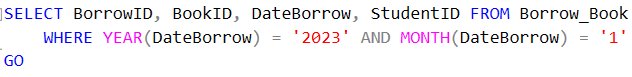 SELECT BorrowID, BookID, DateBorrow, StudentID FROM Borrow_Book
WHERE YEAR(DateBorrow) = '2023' AND MONTH(DateBorrow) = '1'
GO